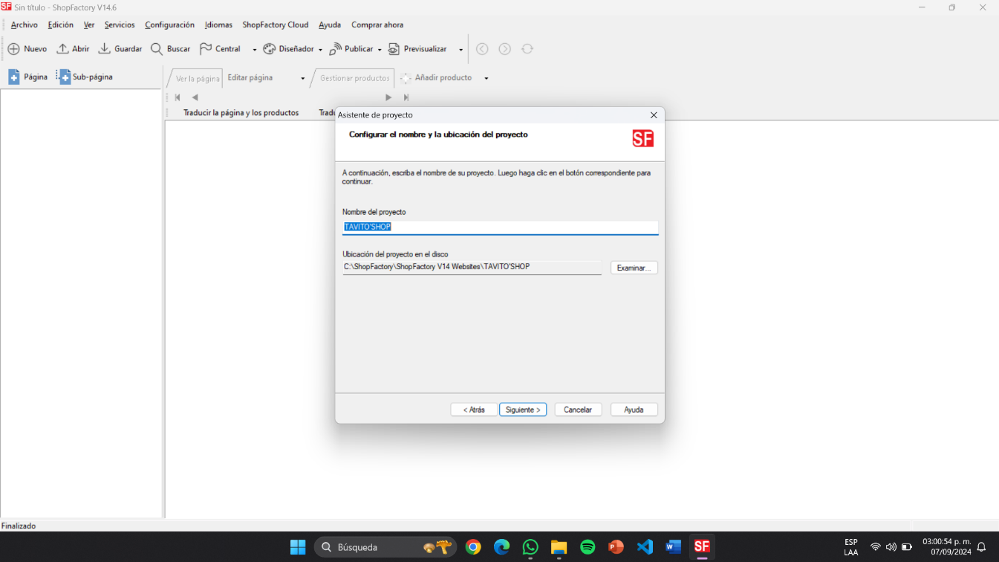 SF Sin título - ShopFactory V14.6
Archivo Edición Ver Servicios Configuración Idiomas ShopFactory Cloud Ayuda Comprar ahora
Nuevo Abrir Guardar Buscar Central Diseñador Publicar Previsualizar
Página Sub-página Ver la página Editar página Gestionar productos Añadir producto
Traducir la página y los productos Tradu
Asistente de proyecto
Configurar el nombre y la ubicación del proyecto
SF
A continuación, escriba el nombre de su proyecto. Luego haga clic en el botón correspondiente para
continuar.
Nombre del proyecto
TAVITO'SHOP
Ubicación del proyecto en el disco
C:\ShopFactory\ShopFactory V14 Websites\TAVITO'SHOP
Examinar...
< Atrás Siguiente > Cancelar Ayuda
Finalizado
Búsqueda
P
W
SF
ESP
LAA
03:00:54 p. m.
07/09/2024